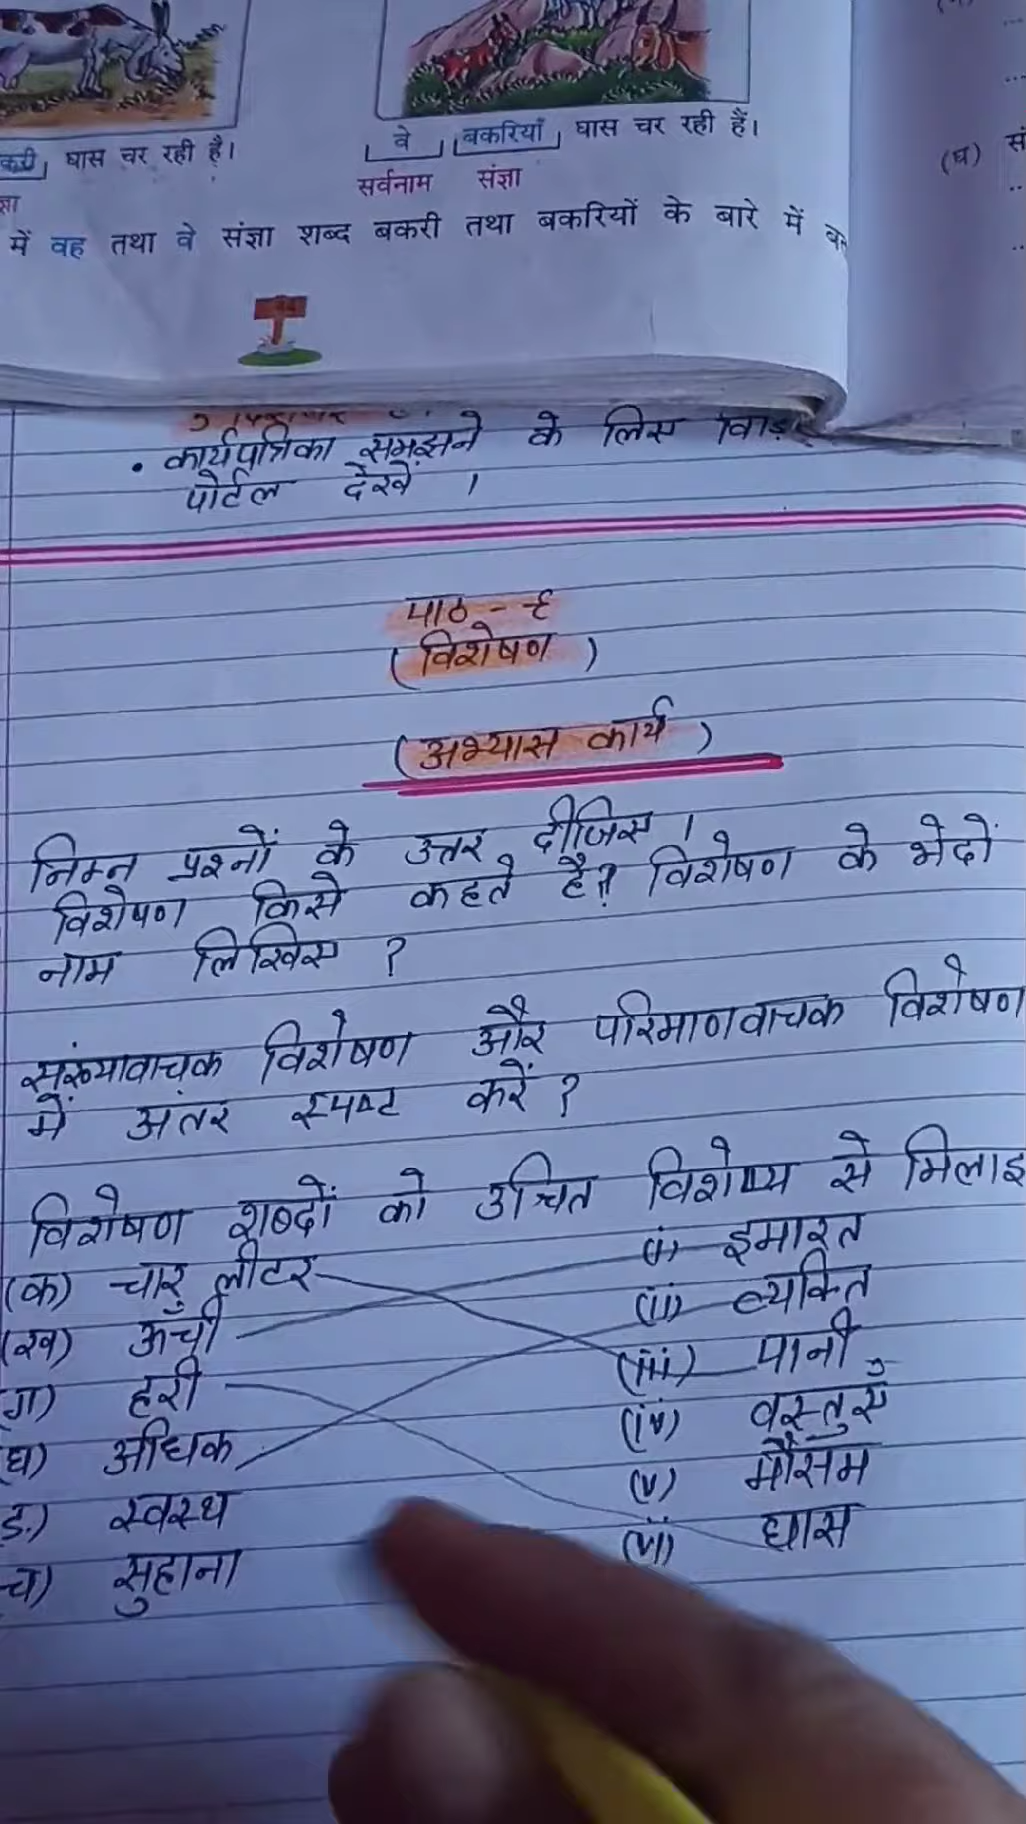 घास चर रही है।
वे बकरियाँ घास चर रही हैं।
सर्वनाम संज्ञा
(घ)
में वह तथा वे संज्ञा शब्द बकरी तथा बकरियों के बारे में
• कार्यपत्रिका समझने के लिस
पोर्टल देखें ।
पाठ - ९
(विशेषण)
(अभ्यास कार्य)
निम्न प्रश्नों के उत्तर दीजिस ।
विशेषण किसे कहते है? विशेषण के भेदों
नाम लिखिस ?
संख्यावाचक विशेषण और परिमाणवाचक विशेषण
में अंतर स्पष्ट करें ?
विशेषण शब्दों को उचित विशेष्य से मिलाइ
(क) चार लीटर (i) इमारत
(ख) ऊँची (ii) व्यक्ति
ग) हरी (iii) पानी
घ) अधिक (iv) वस्तुएँ
ङ) स्वस्थ (v) मौसम
च) सुहाना (vi) घास